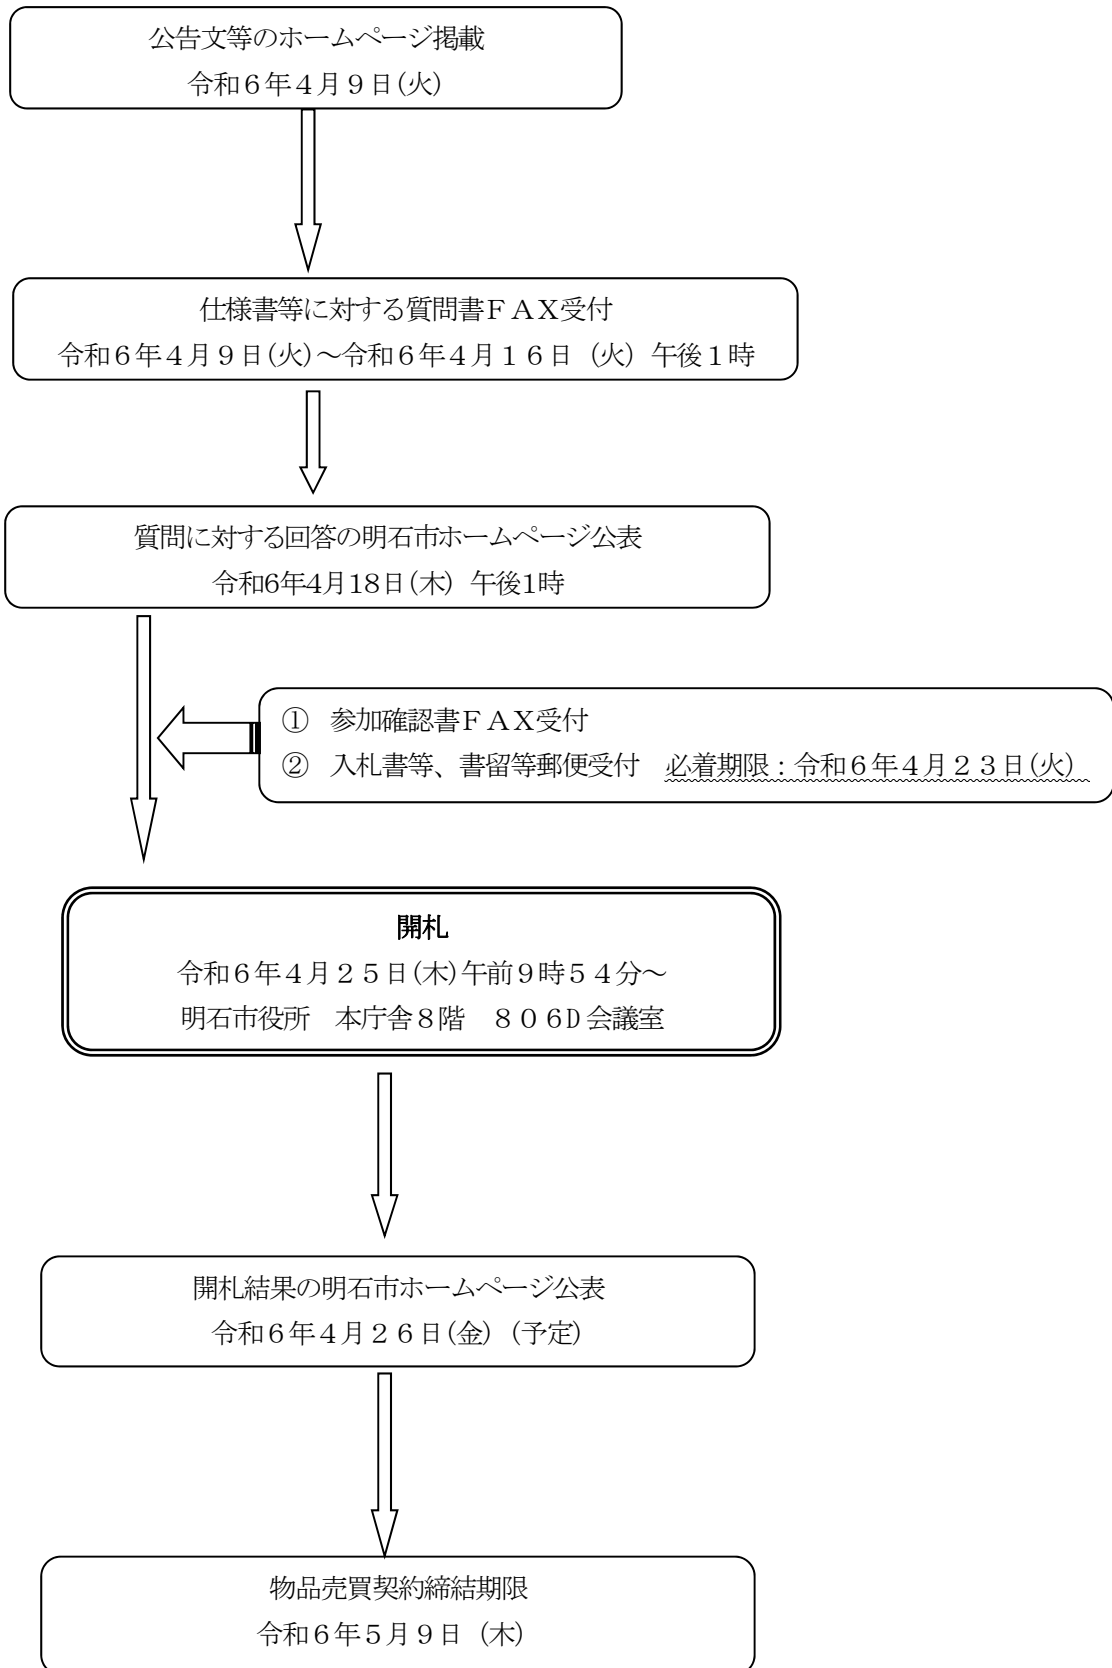 公告文等のホームページ掲載
令和６年４月９日(火)
仕様書等に対する質問書ＦＡＸ受付
令和６年４月９日(火)～令和６年４月１６日（火）午後１時
質問に対する回答の明石市ホームページ公表
令和6年4月18日(木）午後1時
①　参加確認書ＦＡＸ受付
②　入札書等、書留等郵便受付　必着期限：令和６年４月２３日(火）
開札
令和６年４月２５日(木)午前９時５４分～
明石市役所　本庁舎８階　８０６D会議室
開札結果の明石市ホームページ公表
令和６年４月２６日(金）（予定）
物品売買契約締結期限
令和６年５月９日（木）